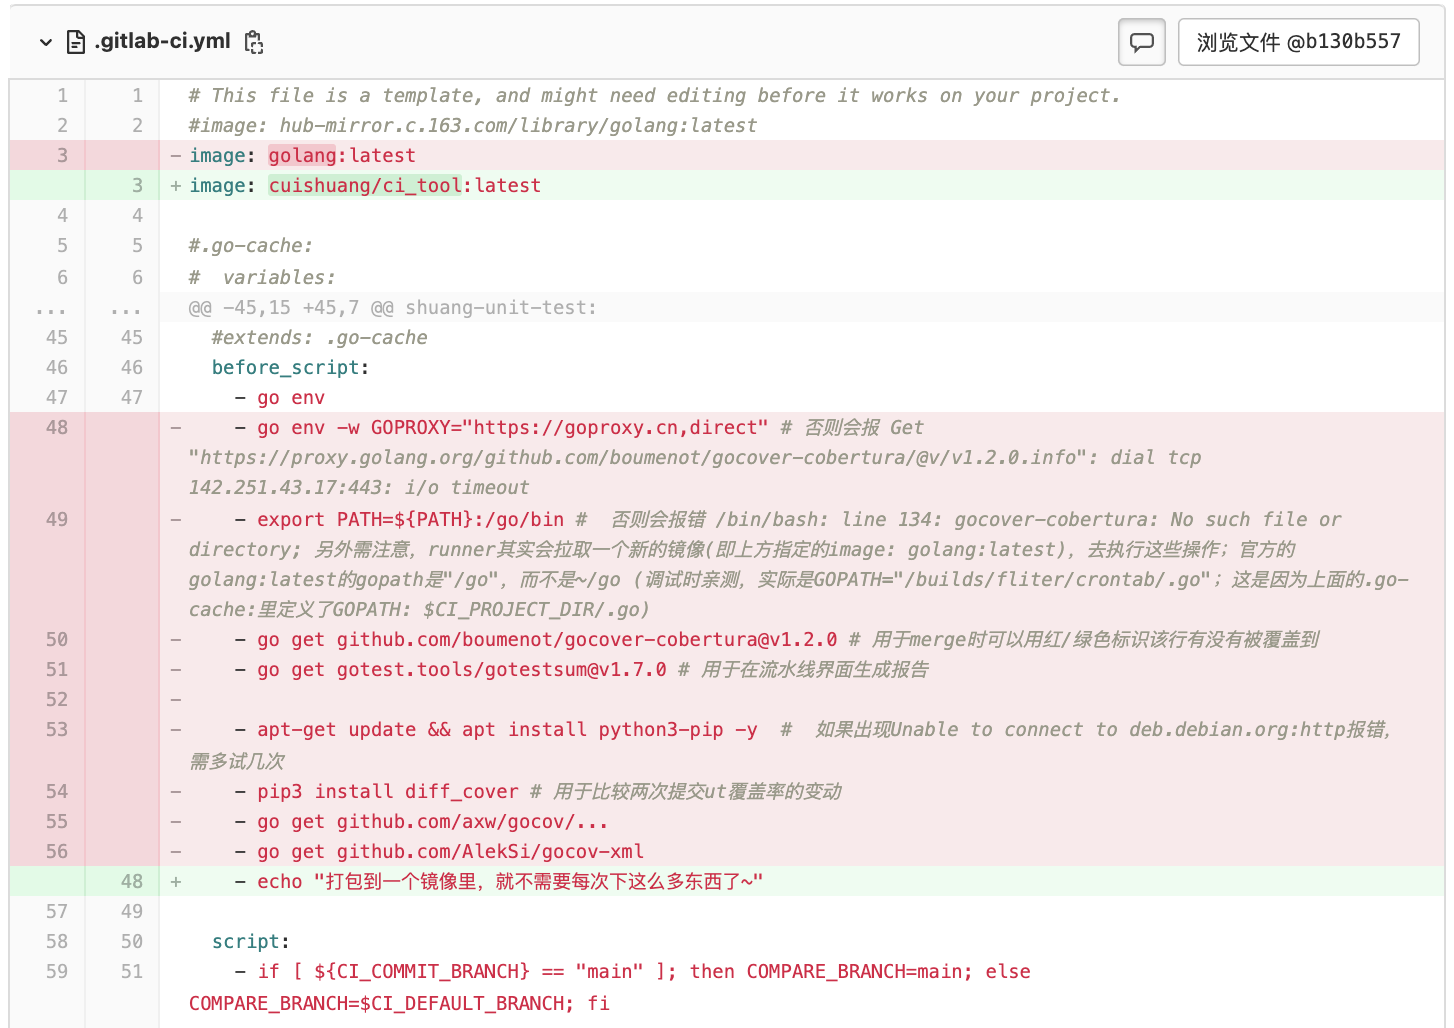 .gitlab-ci.yml 浏览文件 @b130b557
1 1 # This file is a template, and might need editing before it works on your project.
2 2 #image: hub-mirror.c.163.com/library/golang:latest
3 - image: golang:latest
3 + image: cuishuang/ci_tool:latest
4 4
5 5 #.go-cache:
6 6 #  variables:
... ... @@ -45,15 +45,7 @@ shuang-unit-test:
45 45 #extends: .go-cache
46 46 before_script:
47 47 - go env
48 - - go env -w GOPROXY="https://goproxy.cn,direct" # 否则会报 Get
"https://proxy.golang.org/github.com/boumenot/gocover-cobertura/@v/v1.2.0.info": dial tcp
142.251.43.17:443: i/o timeout
49 - - export PATH=${PATH}:/go/bin #  否则会报错 /bin/bash: line 134: gocover-cobertura: No such file or
directory; 另外需注意，runner其实会拉取一个新的镜像(即上方指定的image: golang:latest)，去执行这些操作；官方的
golang:latest的gopath是"/go"，而不是~/go (调试时亲测，实际是GOPATH="/builds/fliter/crontab/.go"；这是因为上面的.go-
cache:里定义了GOPATH: $CI_PROJECT_DIR/.go)
50 - - go get github.com/boumenot/gocover-cobertura@v1.2.0 # 用于merge时可以用红/绿色标识该行有没有被覆盖到
51 - - go get gotest.tools/gotestsum@v1.7.0 # 用于在流水线界面生成报告
52 -
53 - - apt-get update && apt install python3-pip -y  #  如果出现Unable to connect to deb.debian.org:http报错，
需多试几次
54 - - pip3 install diff_cover # 用于比较两次提交ut覆盖率的变动
55 - - go get github.com/axw/gocov/...
56 - - go get github.com/AlekSi/gocov-xml
48 + - echo "打包到一个镜像里，就不需要每次下这么多东西了~"
57 49
58 50 script:
59 51 - if [ ${CI_COMMIT_BRANCH} == "main" ]; then COMPARE_BRANCH=main; else
COMPARE_BRANCH=$CI_DEFAULT_BRANCH; fi